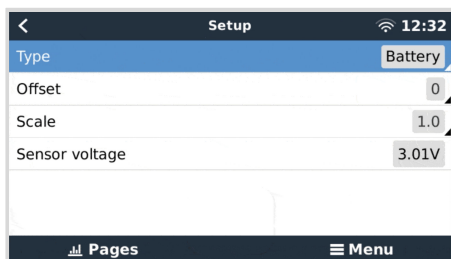 Setup 12:32
Type Battery
Offset 0
Scale 1.0
Sensor voltage 3.01V
Pages Menu